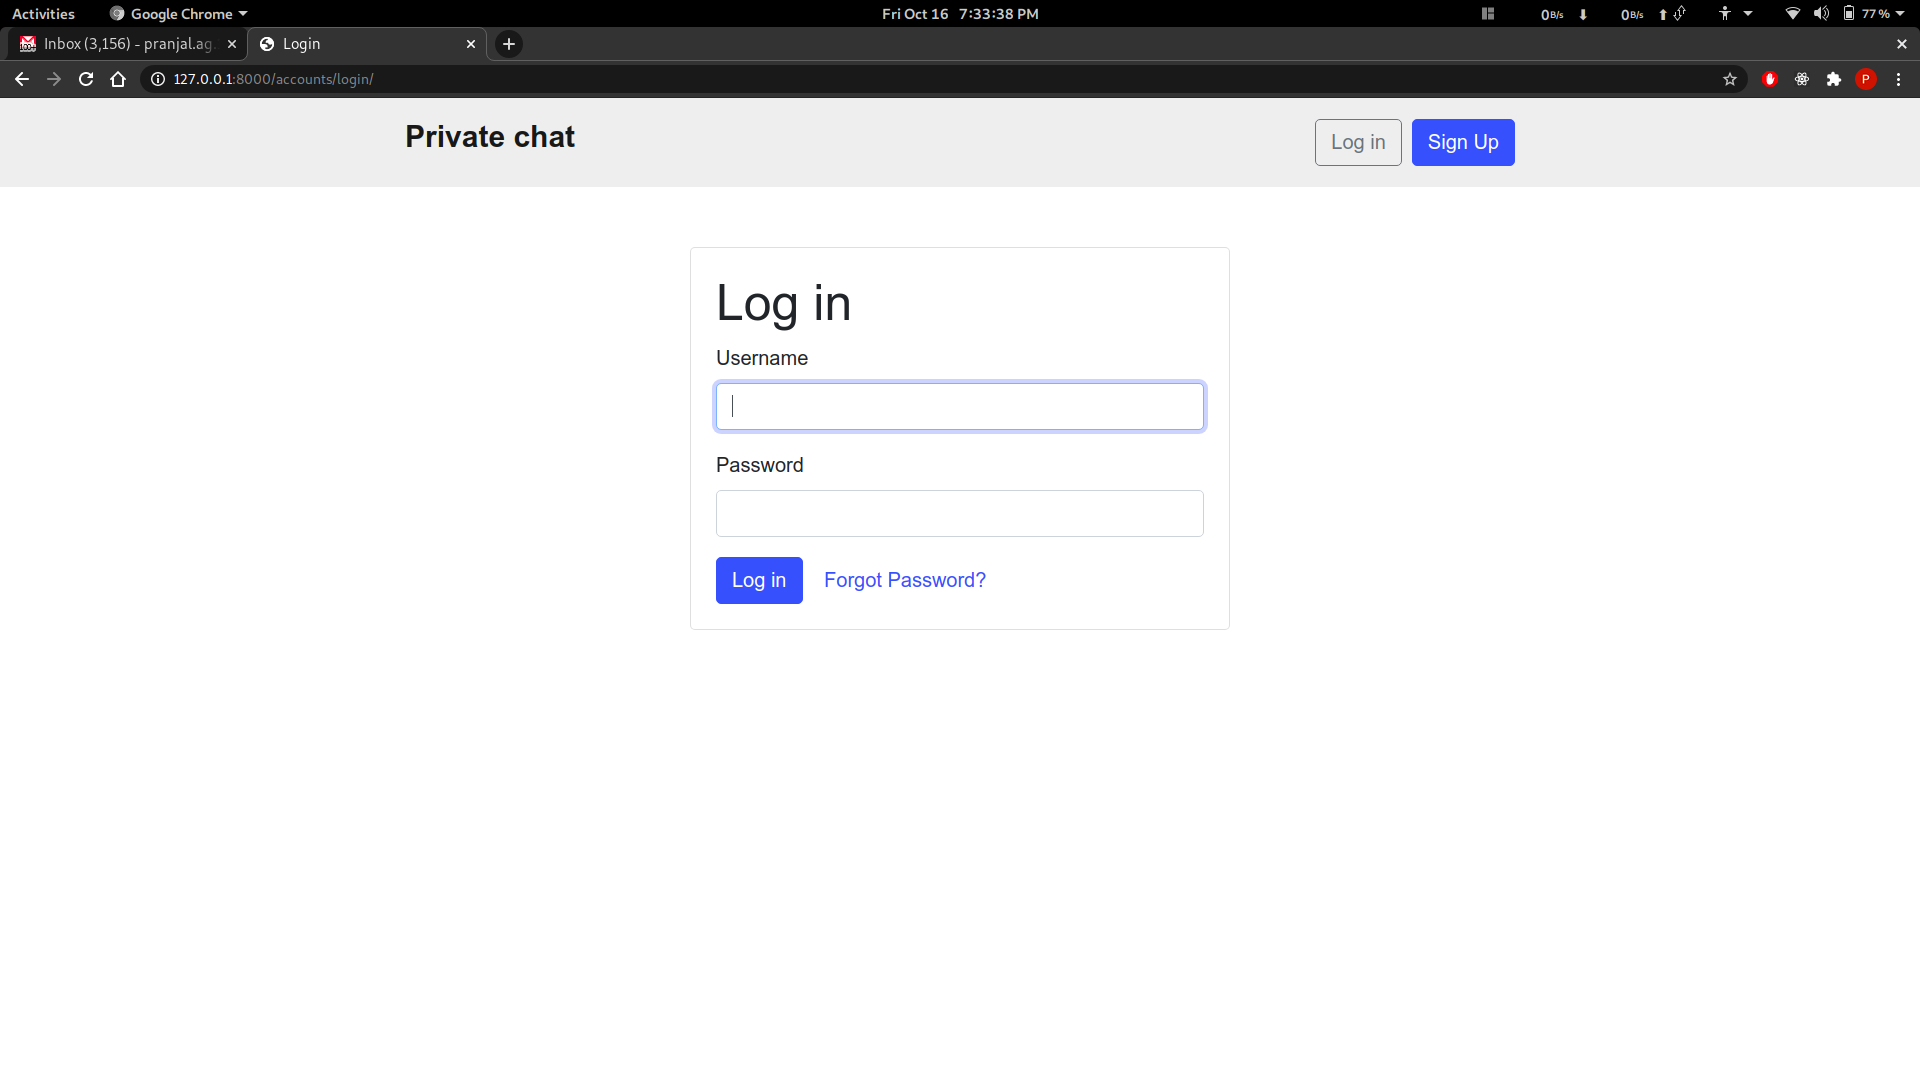 Activities Google Chrome Fri Oct 16 7:33:38 PM 0B/s 0B/s 77%
Inbox (3,156) - pranjal.ag Login
127.0.0.1:8000/accounts/login/ P
Private chat Log in Sign Up
Log in
Username
Password
Log in Forgot Password?